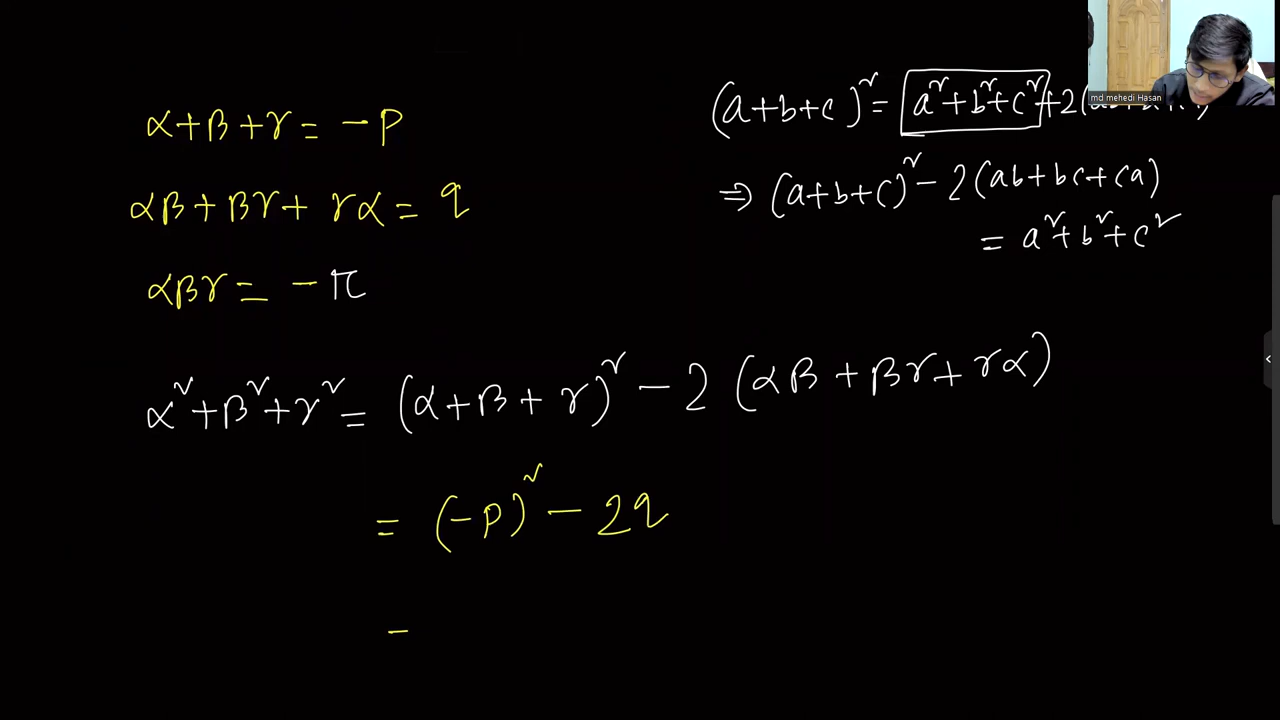 α+β+γ = -p
αβ+βγ+γα = q
αβγ = -π
(a+b+c)² = a²+b²+c²+2(
⇒ (a+b+c)² - 2(ab+bc+ca)
= a²+b²+c²
md mehedi Hasan
α²+β²+γ² = (α+β+γ)² - 2(αβ+βγ+γα)
= (-p)² - 2q
-